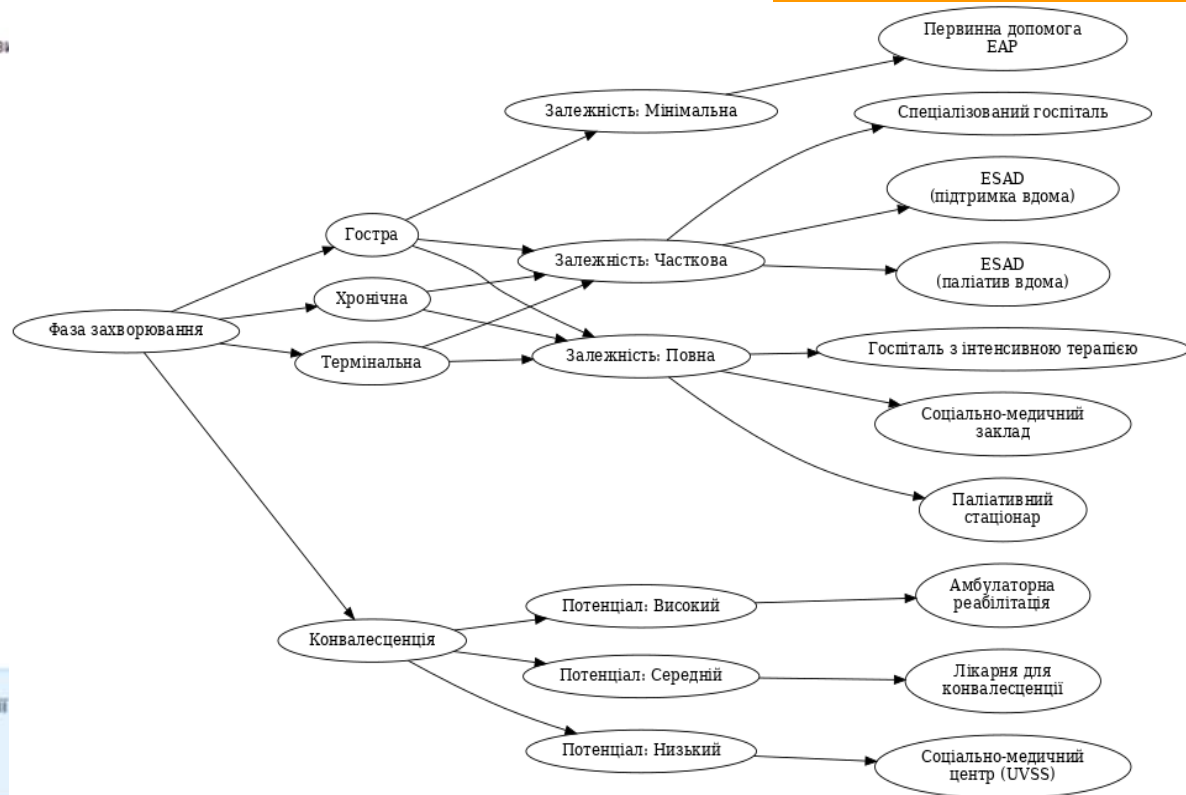 Первинна допомога
EAP
Залежність: Мінімальна
Спеціалізований госпіталь
ESAD
(підтримка вдома)
Гостра
Залежність: Часткова
ESAD
(паліатив вдома)
Хронічна
Фаза захворювання
Термінальна
Залежність: Повна
Госпіталь з інтенсивною терапією
Соціально-медичний
заклад
Паліативний
стаціонар
Амбулаторна
реабілітація
Потенціал: Високий
Конвалесценція
Потенціал: Середній
Лікарня для
конвалесценції
Потенціал: Низький
Соціально-медичний
центр (UVSS)